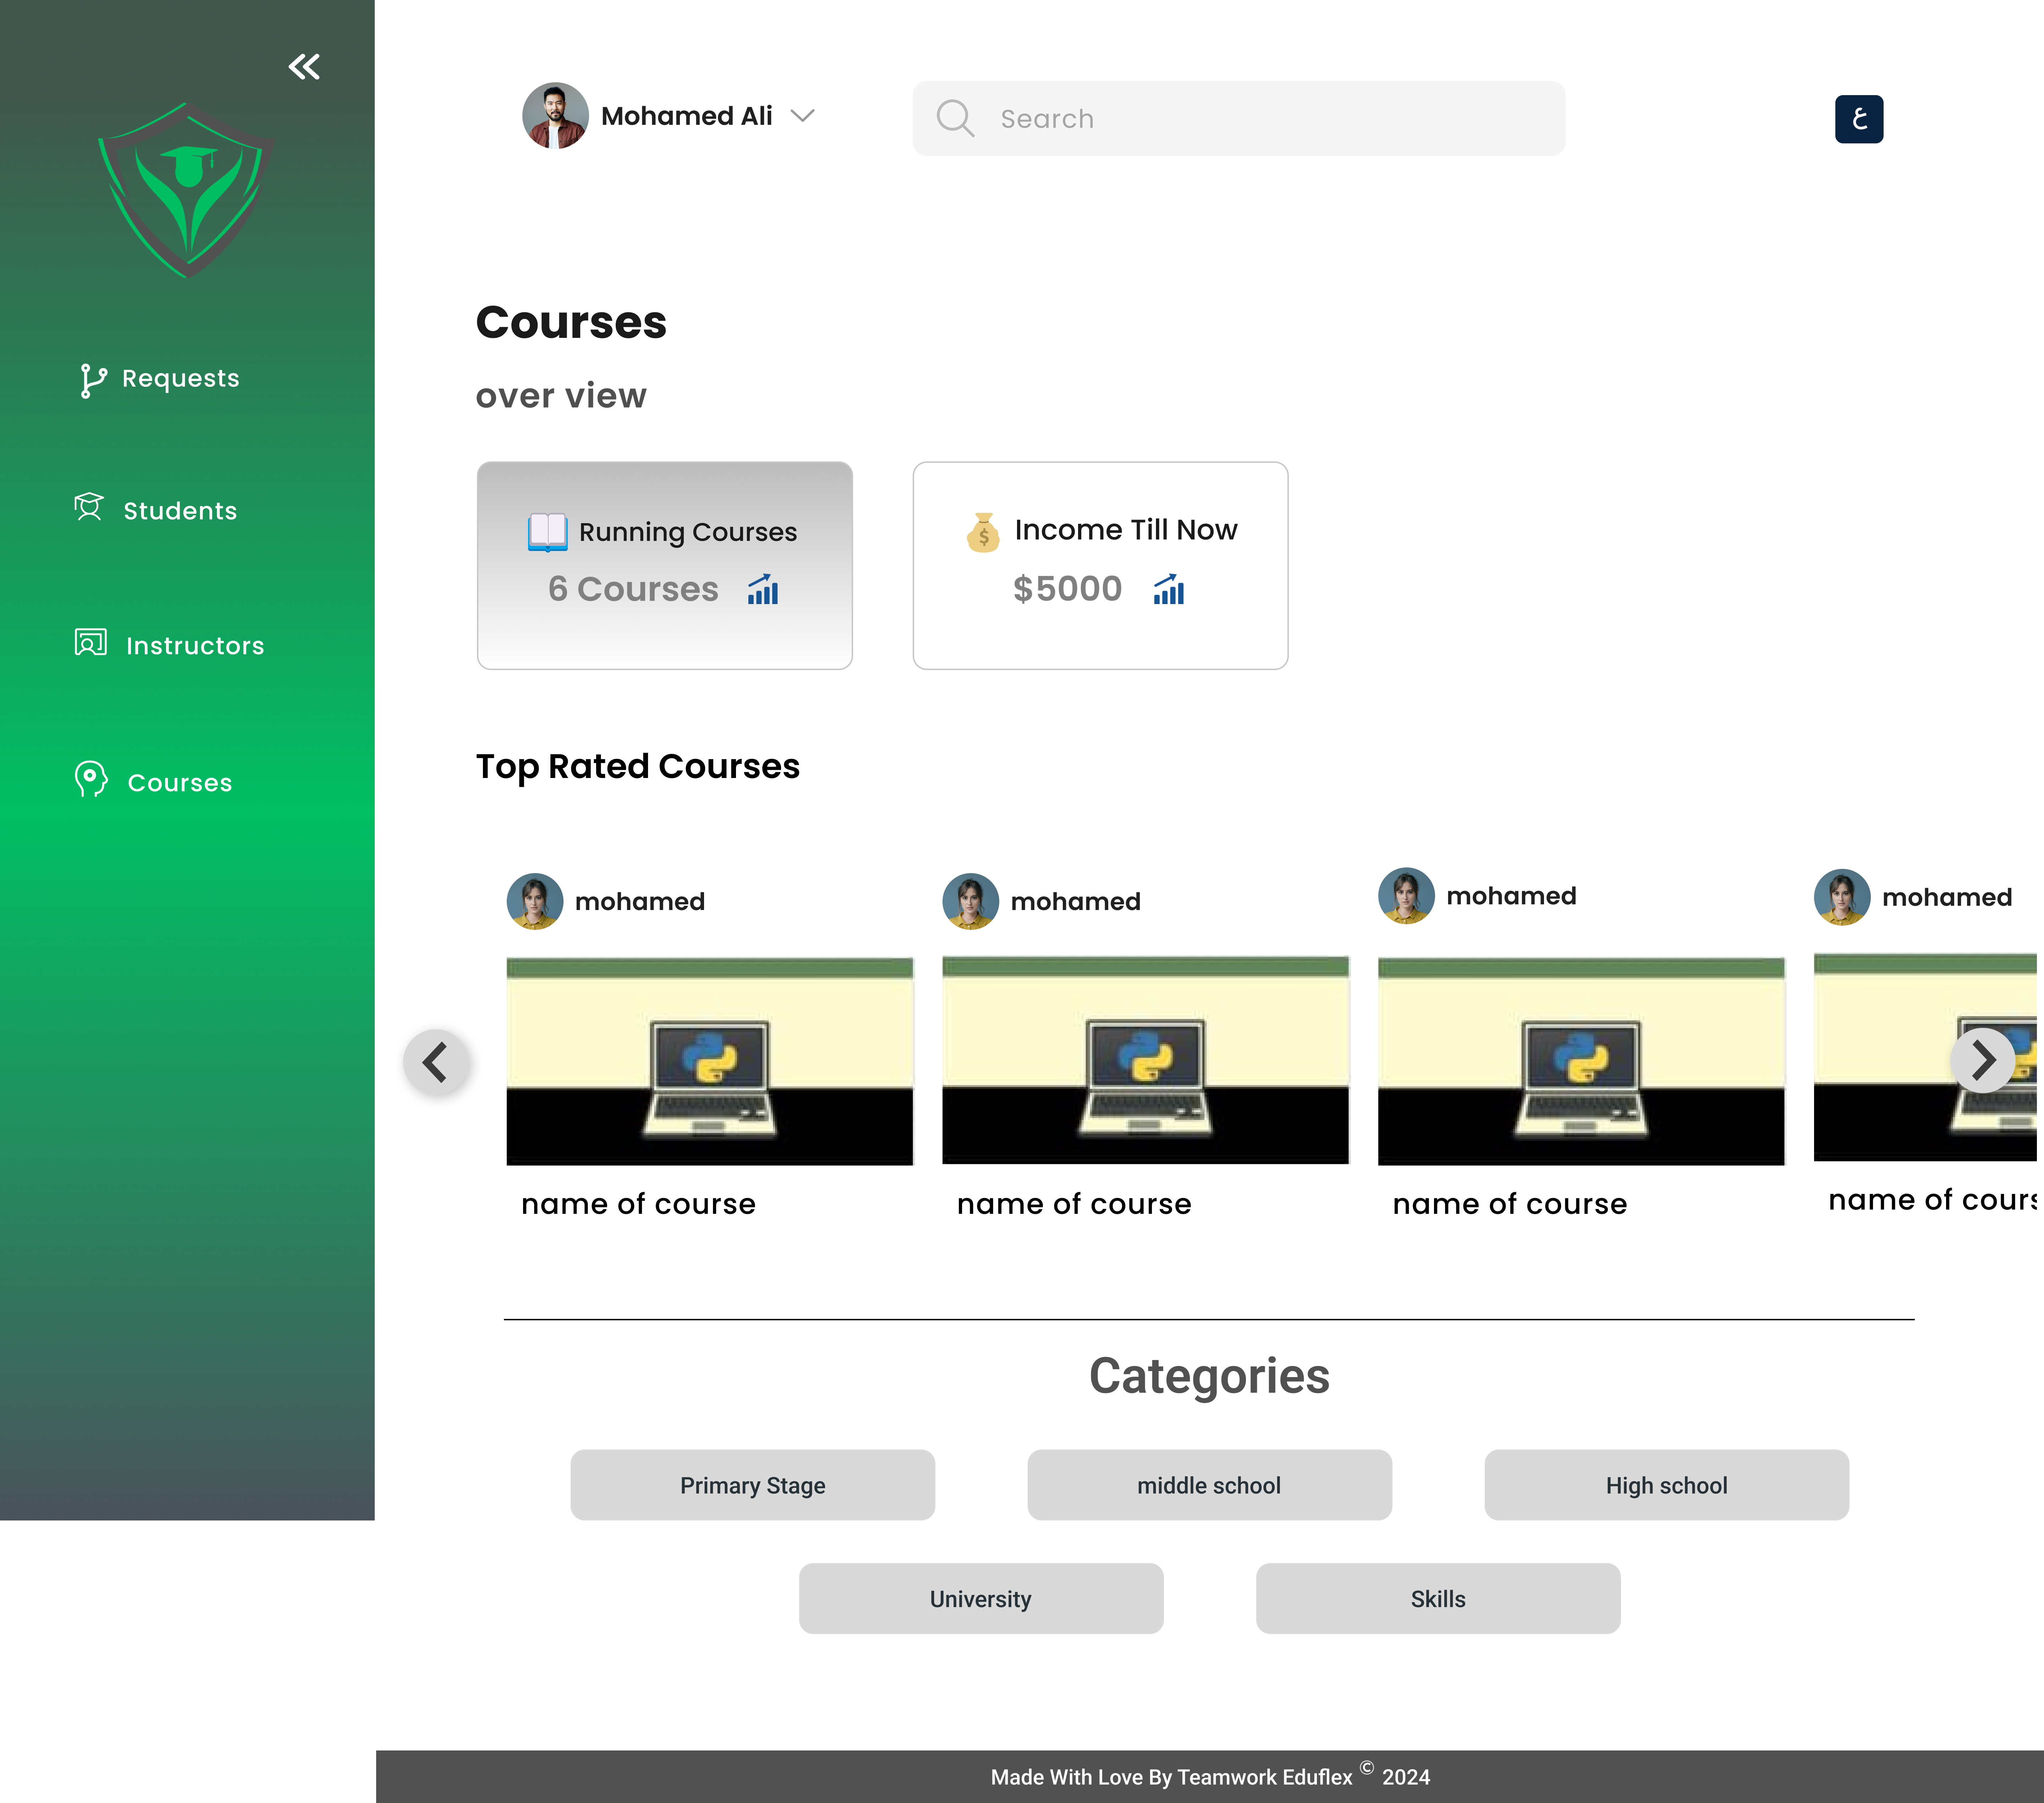 Mohamed Ali
Search
ع
Requests
Students
Instructors
Courses
Courses
over view
Running Courses
6 Courses
Income Till Now
$5000
Top Rated Courses
mohamed
mohamed
mohamed
mohamed
name of course
name of course
name of course
name of cours
Categories
Primary Stage
middle school
High school
University
Skills
Made With Love By Teamwork Eduflex © 2024